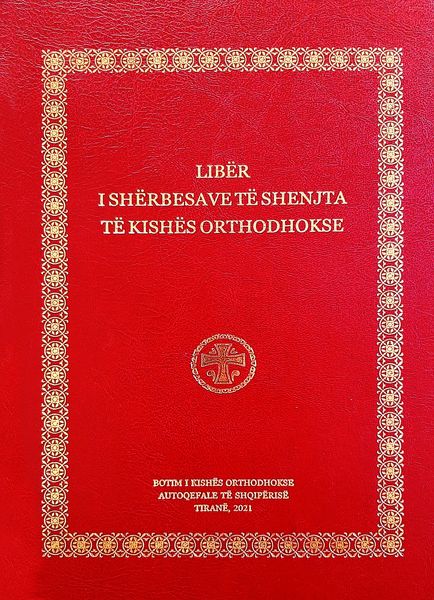 LIBËR
I SHËRBESAVE TË SHENJTA
TË KISHËS ORTHODHOKSE
BOTIM I KISHËS ORTHODHOKSE
AUTOQEFALE TË SHQIPËRISË
TIRANË, 2021